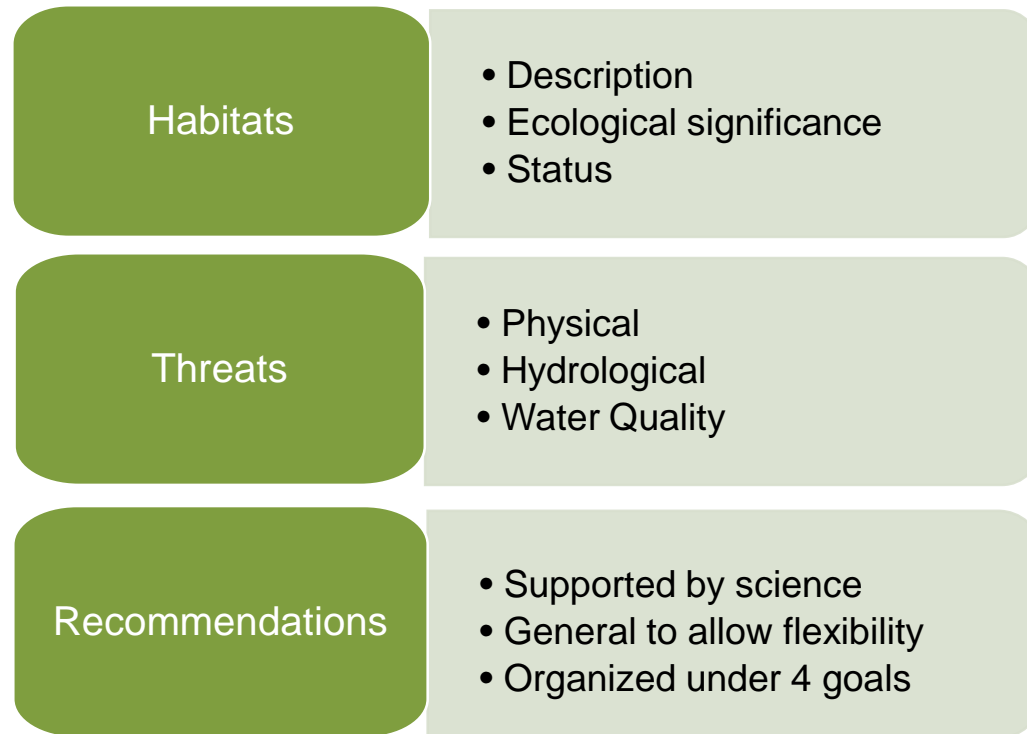 Habitats
• Description
• Ecological significance
• Status
Threats
• Physical
• Hydrological
• Water Quality
Recommendations
• Supported by science
• General to allow flexibility
• Organized under 4 goals